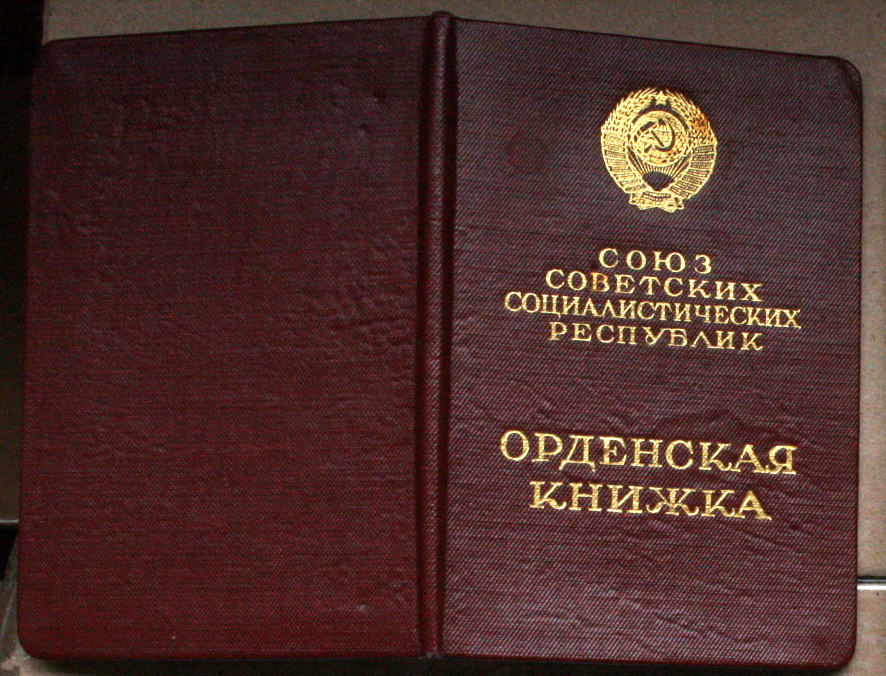 СОЮЗ
СОВЕТСКИХ
СОЦИАЛИСТИЧЕСКИХ
РЕСПУБЛИК
ОРДЕНСКАЯ
КНИЖКА